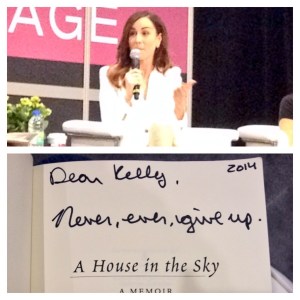 AGE
Dear Kelly, 2014
Never, ever, give up.
A House in the Sky
A MEMOIR